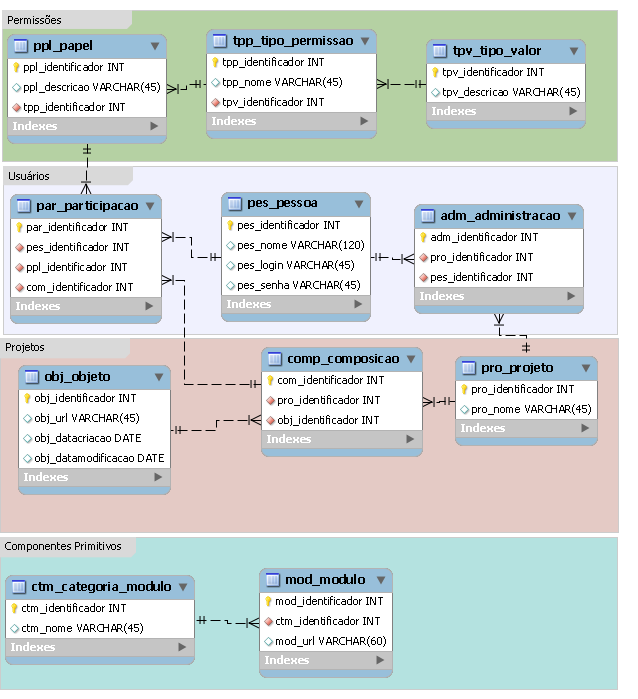 Permissões
ppl_papel
ppl_identificador INT
ppl_descricao VARCHAR(45)
tpp_identificador INT
Indexes
tpp_tipo_permissao
tpp_identificador INT
tpp_nome VARCHAR(45)
tpv_identificador INT
Indexes
tpv_tipo_valor
tpv_identificador INT
tpv_descricao VARCHAR(45)
Indexes
Usuários
par_participacao
par_identificador INT
pes_identificador INT
ppl_identificador INT
com_identificador INT
Indexes
pes_pessoa
pes_identificador INT
pes_nome VARCHAR(120)
pes_login VARCHAR(45)
pes_senha VARCHAR(45)
Indexes
adm_administracao
adm_identificador INT
pro_identificador INT
pes_identificador INT
Indexes
Projetos
obj_objeto
obj_identificador INT
obj_url VARCHAR(45)
obj_datacriacao DATE
obj_datamodificacao DATE
Indexes
comp_composicao
com_identificador INT
pro_identificador INT
obj_identificador INT
Indexes
pro_projeto
pro_identificador INT
pro_nome VARCHAR(45)
Indexes
Componentes Primitivos
ctm_categoria_modulo
ctm_identificador INT
ctm_nome VARCHAR(45)
Indexes
mod_modulo
mod_identificador INT
ctm_identificador INT
mod_url VARCHAR(60)
Indexes